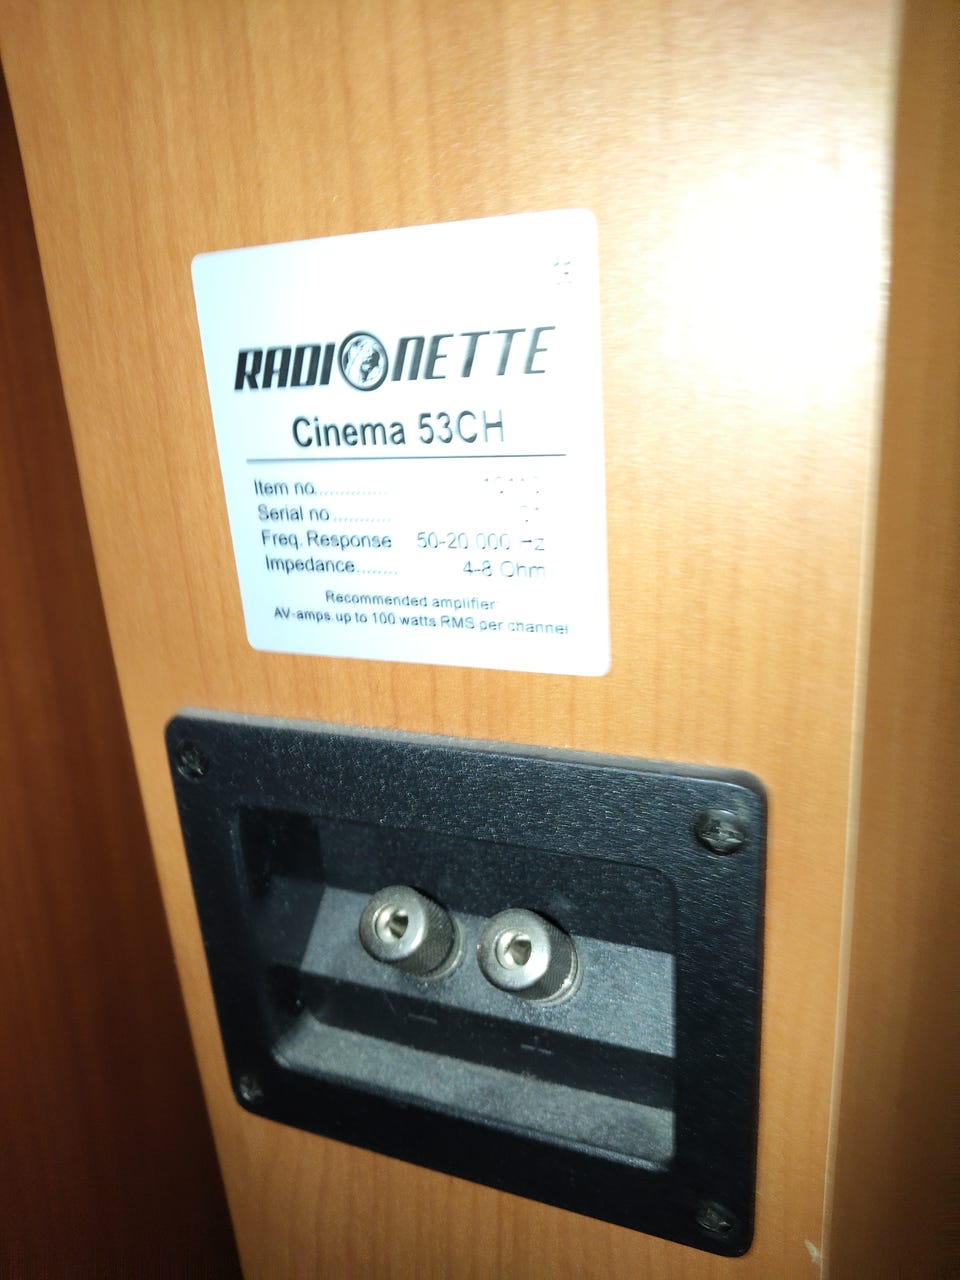 RADIONETTE
Cinema 53CH
Item no..............
Serial no...........
Freq. Response 50-20 000 Hz
Impedance........ 4-8 Ohm
Recommended amplifier:
AV-amps.up to 100 watts RMS per channel
- +